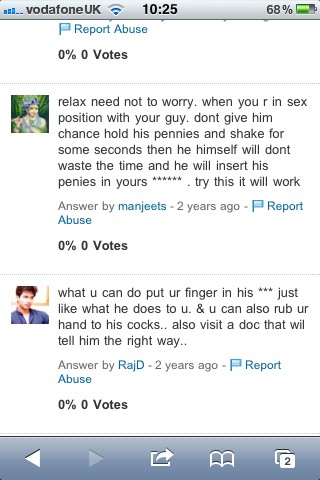 vodafoneUK 10:25 68%
Report Abuse
0% 0 Votes
relax need not to worry. when you r in sex
position with your guy. dont give him
chance hold his pennies and shake for
some seconds then he himself will dont
waste the time and he will insert his
penies in yours ****** . try this it will work
Answer by manjeets - 2 years ago - Report
Abuse
0% 0 Votes
what u can do put ur finger in his *** just
like what he does to u. & u can also rub ur
hand to his cocks.. also visit a doc that wil
tell him the right way..
Answer by RajD - 2 years ago - Report
Abuse
0% 0 Votes
2